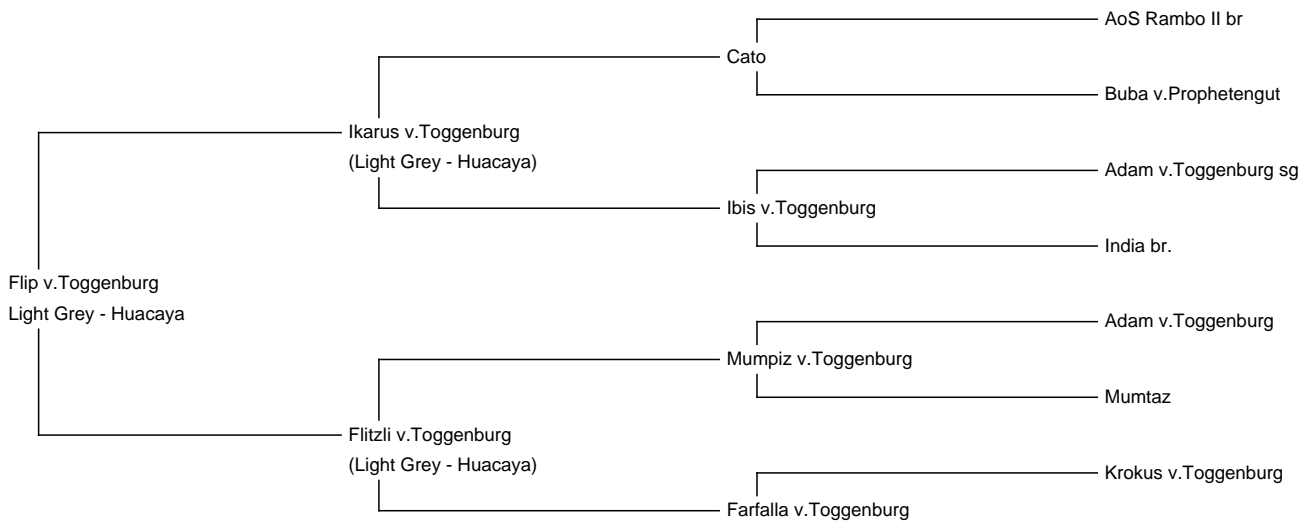 AoS Rambo II br
Cato
Buba v.Prophetengut
Ikarus v.Toggenburg
(Light Grey - Huacaya)
Adam v.Toggenburg sg
Ibis v.Toggenburg
India br.
Flip v.Toggenburg
Light Grey - Huacaya
Adam v.Toggenburg
Mumpiz v.Toggenburg
Mumtaz
Flitzli v.Toggenburg
(Light Grey - Huacaya)
Krokus v.Toggenburg
Farfalla v.Toggenburg